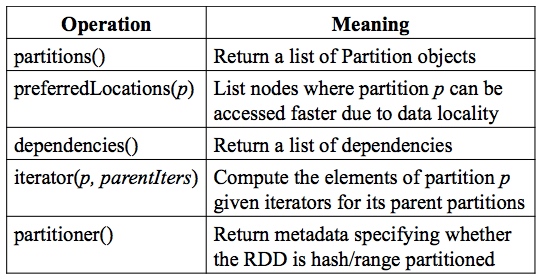 Operation Meaning
partitions() Return a list of Partition objects
preferredLocations(p) List nodes where partition p can be
accessed faster due to data locality
dependencies() Return a list of dependencies
iterator(p, parentIters) Compute the elements of partition p
given iterators for its parent partitions
partitioner() Return metadata specifying whether
the RDD is hash/range partitioned